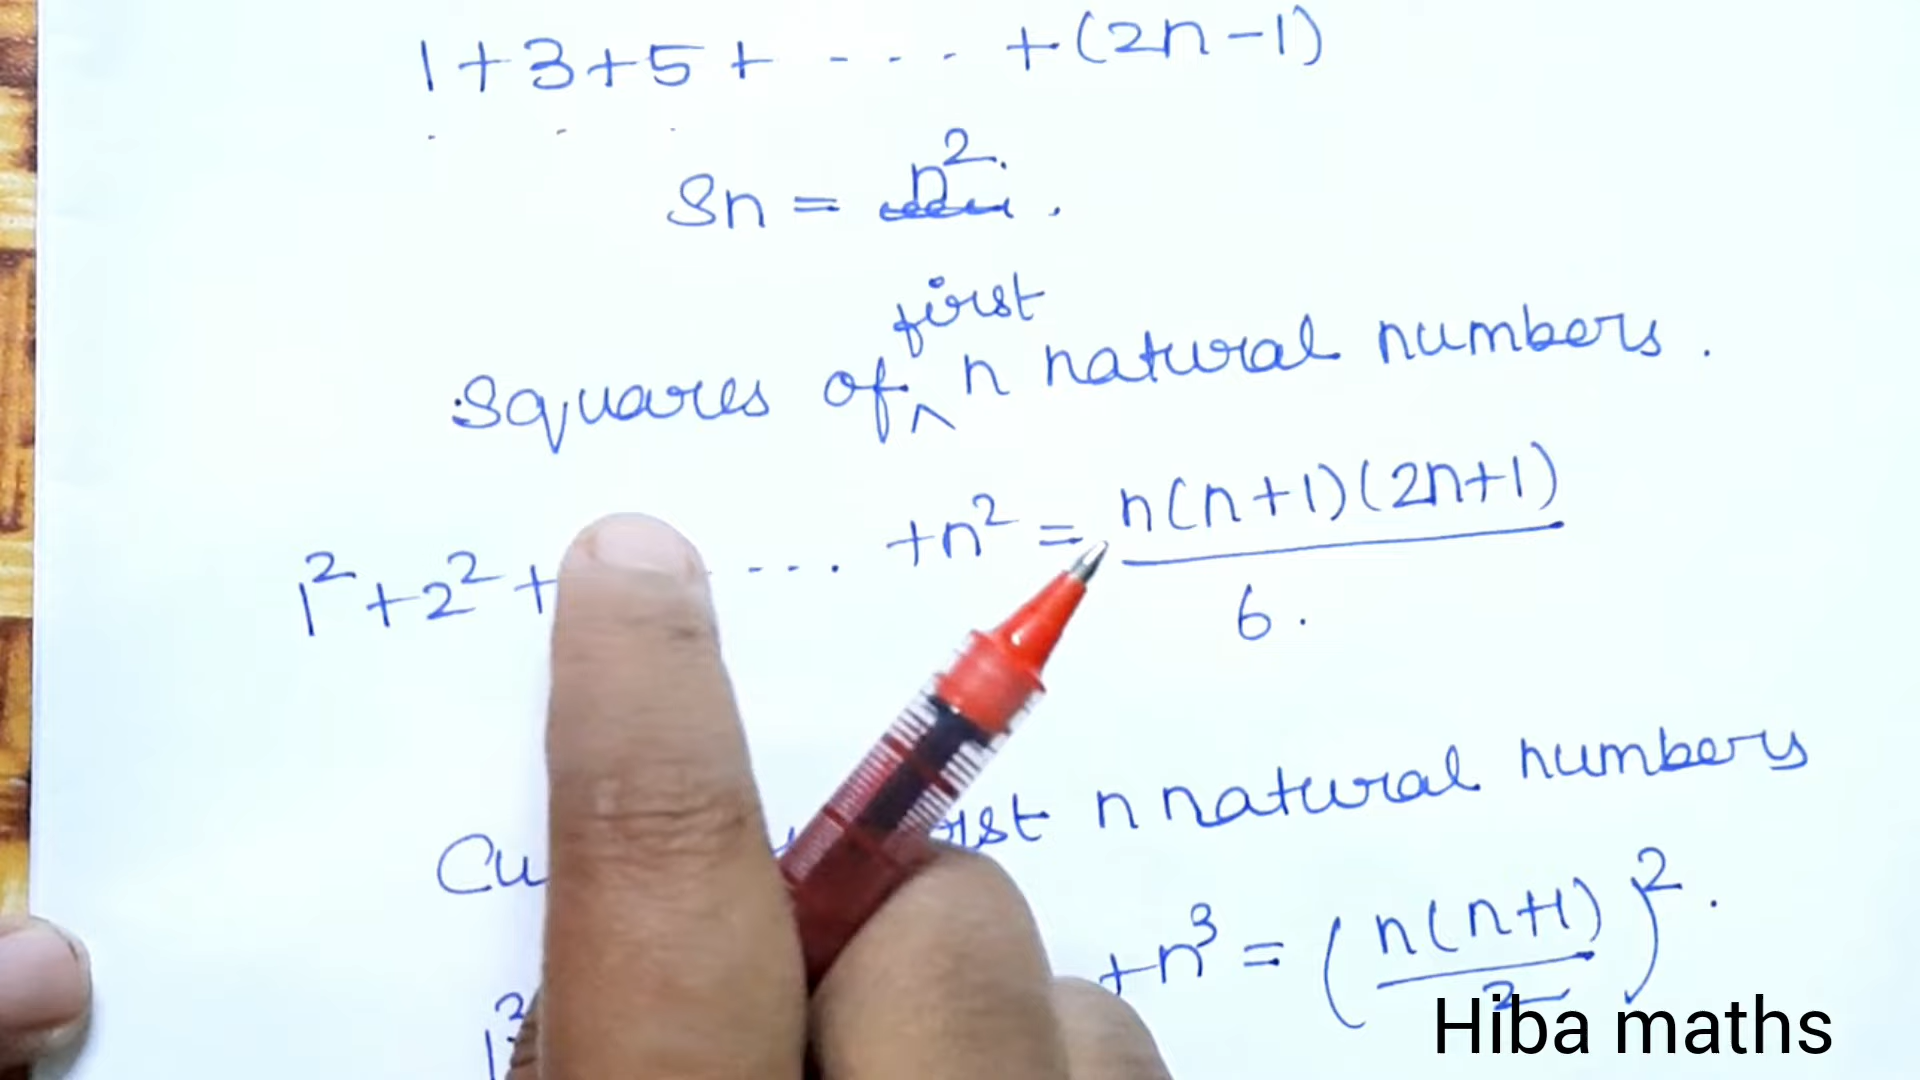 1+3+5+ - - - - +(2n-1)
Sn = n².
first
Squares of ^ n natural numbers.
1²+2²+ - - - . +n² = n(n+1)(2n+1)
6.
n natural numbers
+n³ = (n(n+1)/2)².
Hiba maths